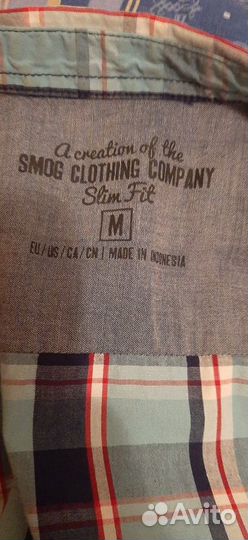 A creation of the
SMOG CLOTHING COMPANY
Slim Fit
M
EU/US/CA/CN | MADE IN INDONESIA
Avito